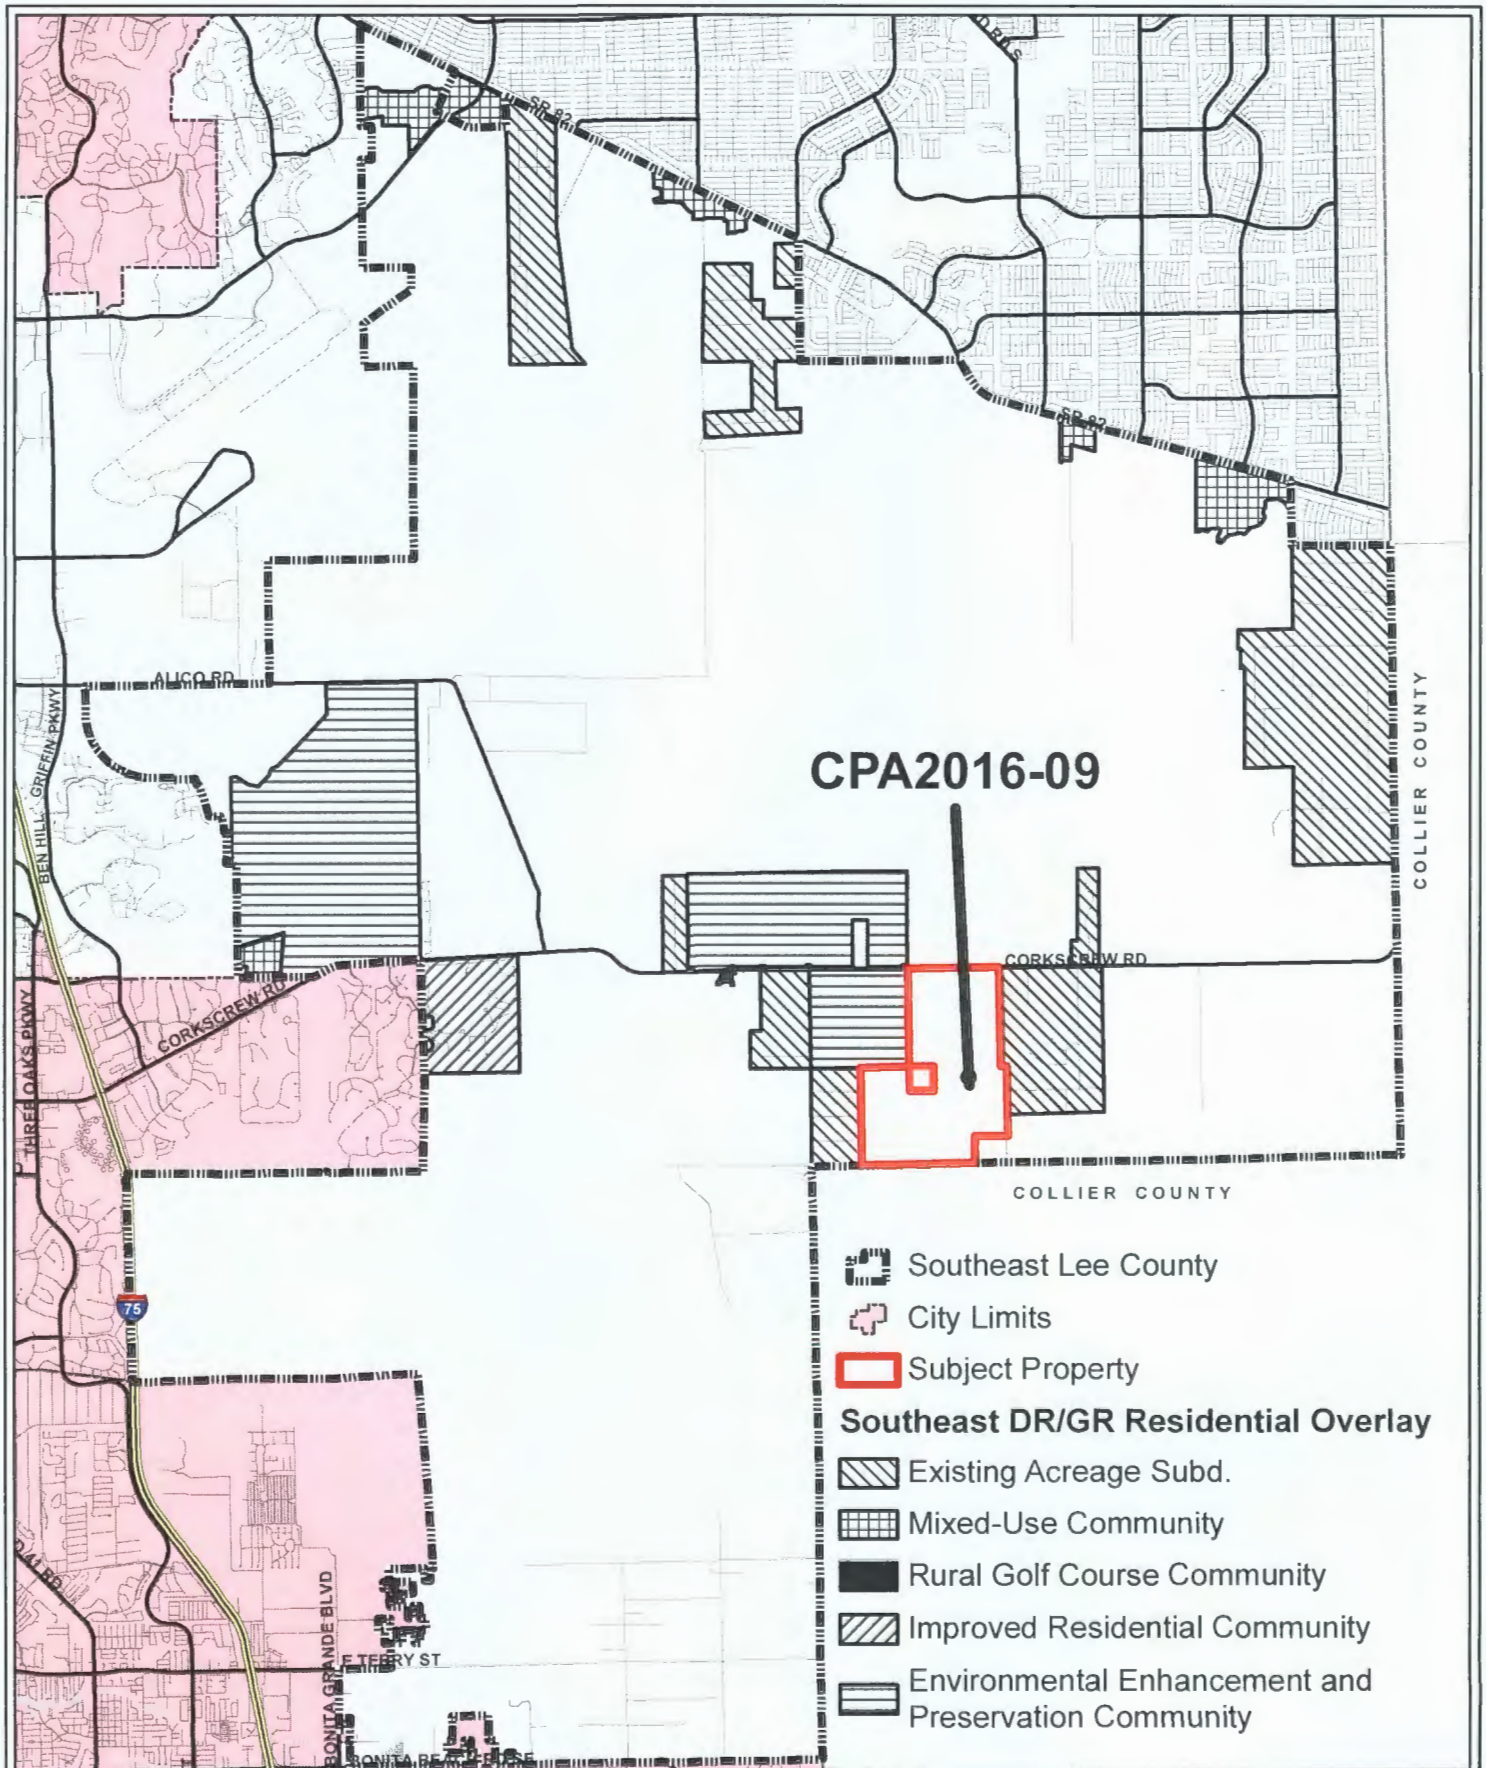 SR 82
SR 82
ALICO RD
BEN HILL GRIFFIN PKWY
COLLIER COUNTY
CPA2016-09
CORKSCREW RD
CORKSCREW RD
THREE OAKS PKWY
COLLIER COUNTY
75
Southeast Lee County
City Limits
Subject Property
Southeast DR/GR Residential Overlay
Existing Acreage Subd.
Mixed-Use Community
Rural Golf Course Community
Improved Residential Community
Environmental Enhancement and
Preservation Community
BONITA GRANDE BLVD
E TERRY ST